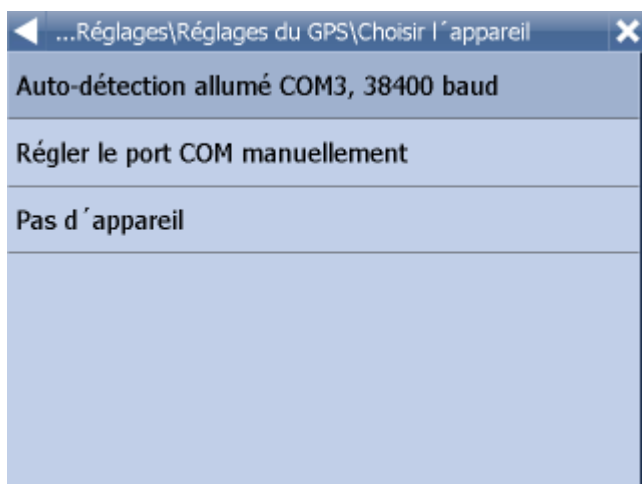 ...Réglages\Réglages du GPS\Choisir l´appareil
Auto-détection allumé COM3, 38400 baud
Régler le port COM manuellement
Pas d´appareil